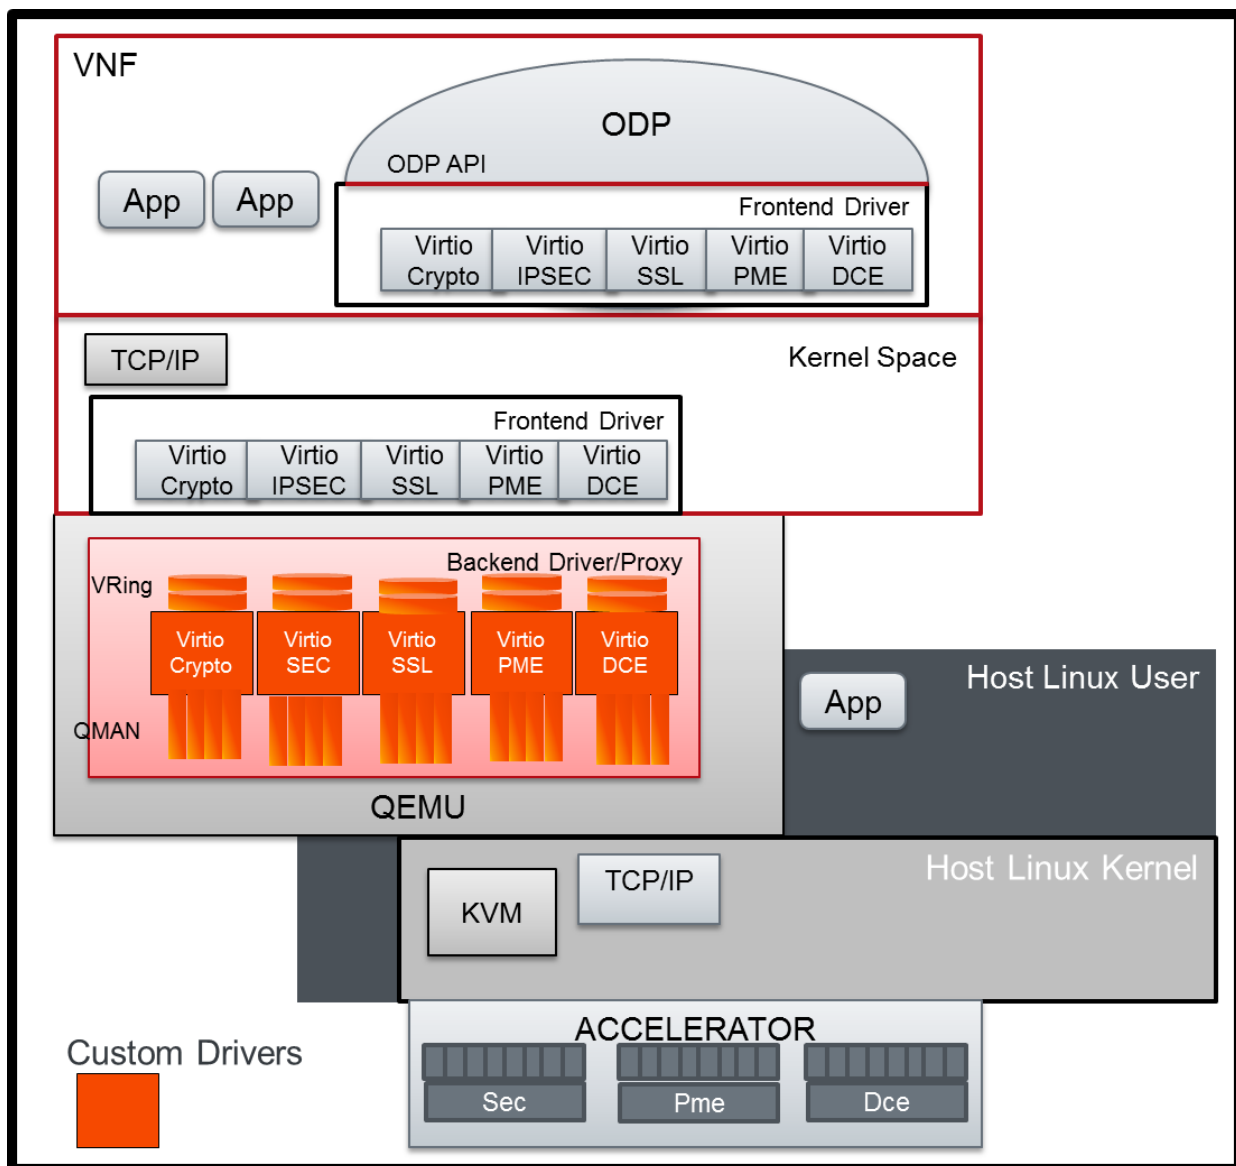 VNF
ODP
ODP API
App
App
Frontend Driver
Virtio Crypto
Virtio IPSEC
Virtio SSL
Virtio PME
Virtio DCE
TCP/IP
Kernel Space
Frontend Driver
Virtio Crypto
Virtio IPSEC
Virtio SSL
Virtio PME
Virtio DCE
Backend Driver/Proxy
VRing
Virtio Crypto
Virtio SEC
Virtio SSL
Virtio PME
Virtio DCE
QMAN
QEMU
Host Linux User
App
Host Linux Kernel
KVM
TCP/IP
ACCELERATOR
Sec
Pme
Dce
Custom Drivers